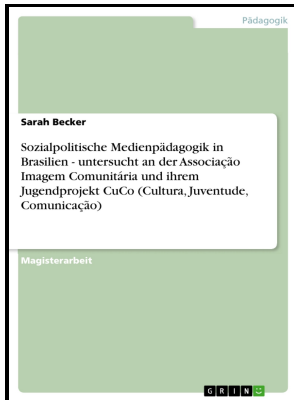 Pädagogik
Sarah Becker
Sozialpolitische Medienpädagogik in
Brasilien - untersucht an der Associação
Imagem Comunitária und ihrem
Jugendprojekt CuCo (Cultura, Juventude,
Comunicação)
Magisterarbeit
GRIN